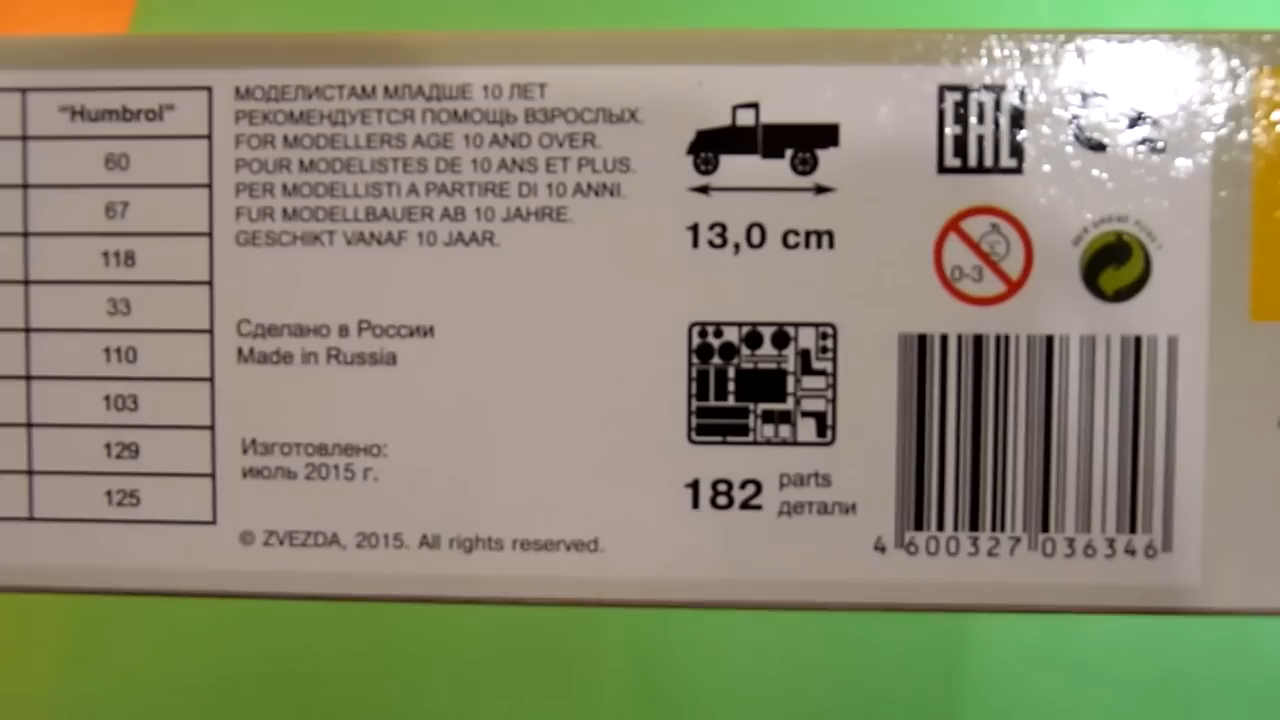 "Humbrol"
60
67
118
33
110
103
129
125
МОДЕЛИСТАМ МЛАДШЕ 10 ЛЕТ
РЕКОМЕНДУЕТСЯ ПОМОЩЬ ВЗРОСЛЫХ.
FOR MODELLERS AGE 10 AND OVER.
POUR MODELISTES DE 10 ANS ET PLUS.
PER MODELLISTI A PARTIRE DI 10 ANNI.
FUR MODELLBAUER AB 10 JAHRE.
GESCHIKT VANAF 10 JAAR.
Сделано в России
Made in Russia
Изготовлено:
июль 2015 г.
© ZVEZDA, 2015. All rights reserved.
13,0 cm
182 parts
детали
EAC
0-3
4 600327 036346